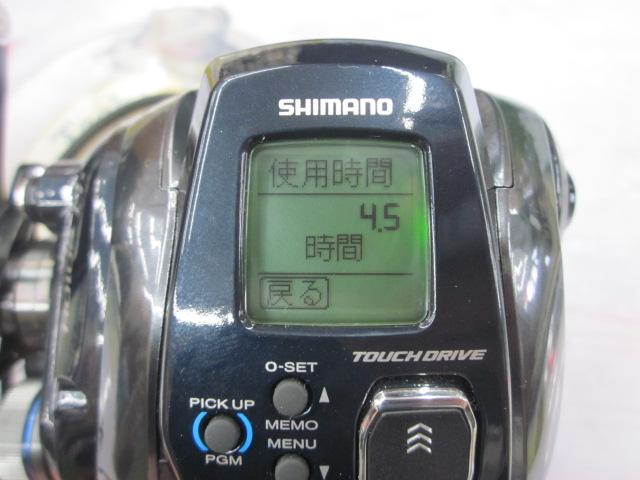 SHIMANO
使用時間
4.5
時間
戻る
TOUCH DRIVE
0-SET
PICK UP
MEMO
MENU
PGM